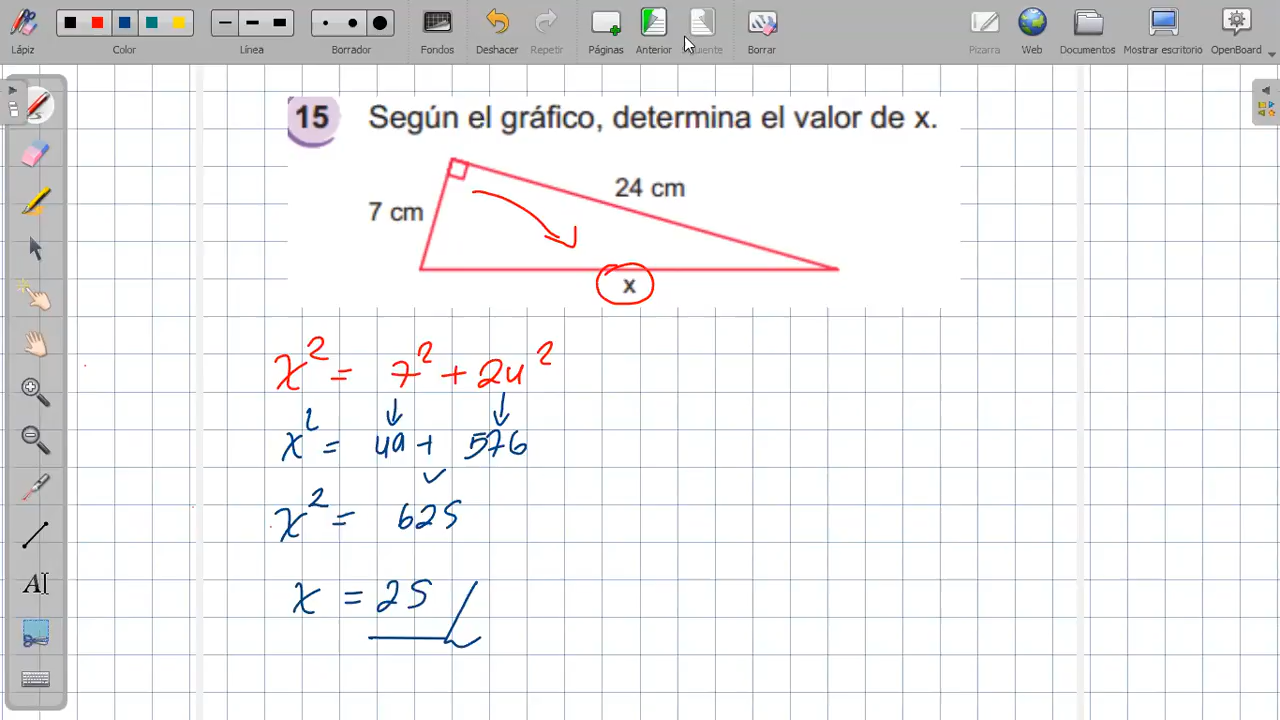 Lápiz
Color
Línea
Borrador
Fondos
Deshacer
Repetir
Páginas
Anterior
Borrar
Pizarra
Web
Documentos
Mostrar escritorio
OpenBoard
15 Según el gráfico, determina el valor de x.
24 cm
7 cm
x
x² = 7² + 24²
x² = 49 + 576
x² = 625
x = 25
AI